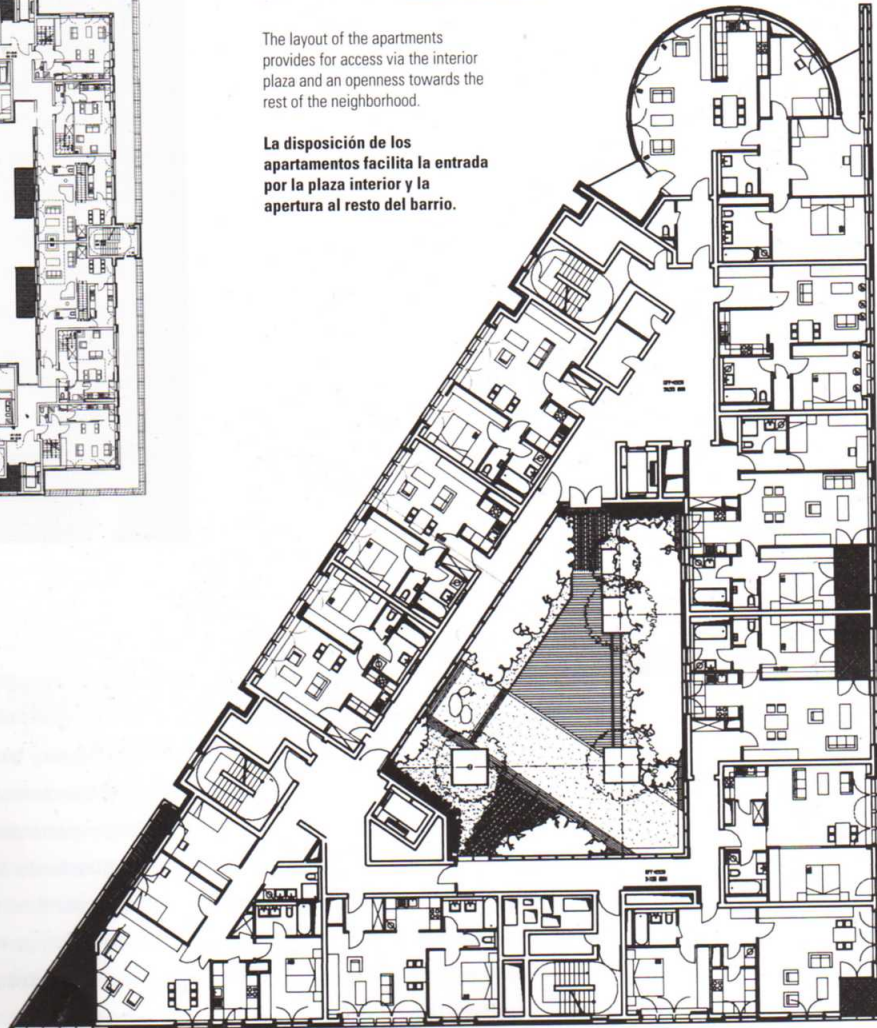 The layout of the apartments
provides for access via the interior
plaza and an openness towards the
rest of the neighborhood.
La disposición de los
apartamentos facilita la entrada
por la plaza interior y la
apertura al resto del barrio.